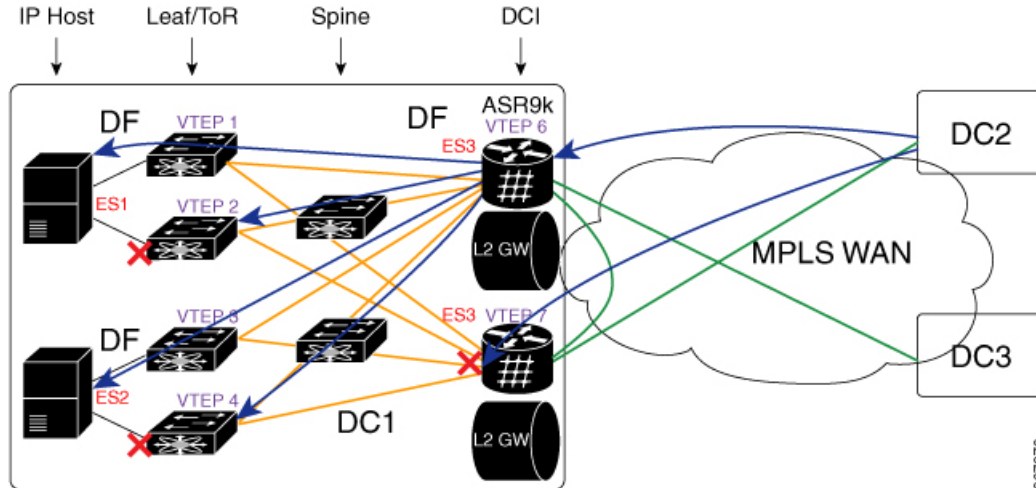 IP Host Leaf/ToR Spine DCI
DF VTEP 1 DF ASR9k
VTEP 6
ES3
DC2
ES1 VTEP 2
L2 GW MPLS WAN
ES3 VTEP 7
VTEP 3
DF
DC3
ES2
VTEP 4 DC1
L2 GW